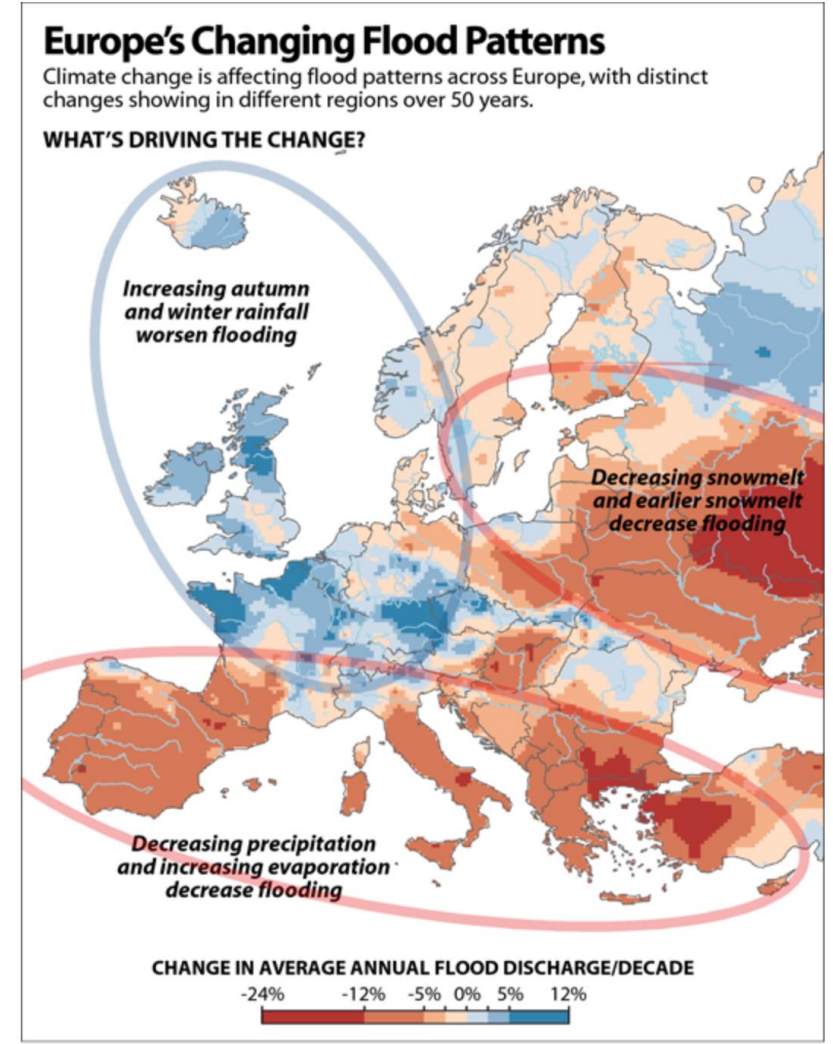 Europe's Changing Flood Patterns
Climate change is affecting flood patterns across Europe, with distinct
changes showing in different regions over 50 years.
WHAT'S DRIVING THE CHANGE?
Increasing autumn
and winter rainfall
worsen flooding
Decreasing snowmelt
and earlier snowmelt
decrease flooding
Decreasing precipitation
and increasing evaporation
decrease flooding
CHANGE IN AVERAGE ANNUAL FLOOD DISCHARGE/DECADE
-24% -12% -5% 0% 5% 12%